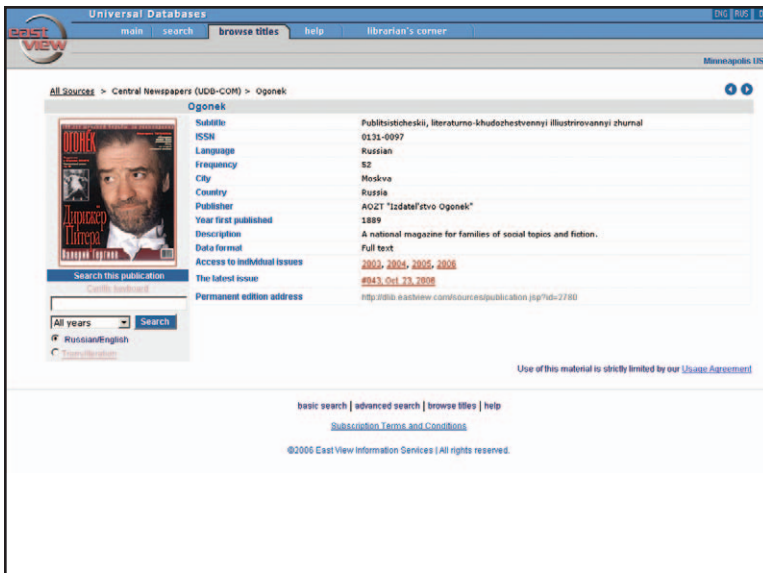 Universal Databases
ENG RUS
east view
main search browse titles help librarian's corner
Minneapolis US
All Sources > Central Newspapers (UDB-COM) > Ogonek
Ogonek
Subtitle Publitsisticheskii, literaturno-khudozhestvennyi illiustrirovannyi zhurnal
ISSN 0131-0097
Language Russian
Frequency 52
City Moskva
Country Russia
Publisher AOZT "Izdatel'stvo Ogonek"
Year first published 1889
Description A national magazine for families of social topics and fiction.
Data format Full text
Access to individual issues 2003, 2004, 2005, 2006
The latest issue #043, Oct. 23, 2006
Permanent edition address http://dlib.eastview.com/sources/publication.jsp?id=2780
ОГОНЁК
Дирижёр
Питера
Валерий Гергиев
Search this publication
Cyrillic keyboard
All years Search
Russian/English
Transliteration
Use of this material is strictly limited by our Usage Agreement
basic search | advanced search | browse titles | help
Subscription Terms and Conditions
©2006 East View Information Services | All rights reserved.